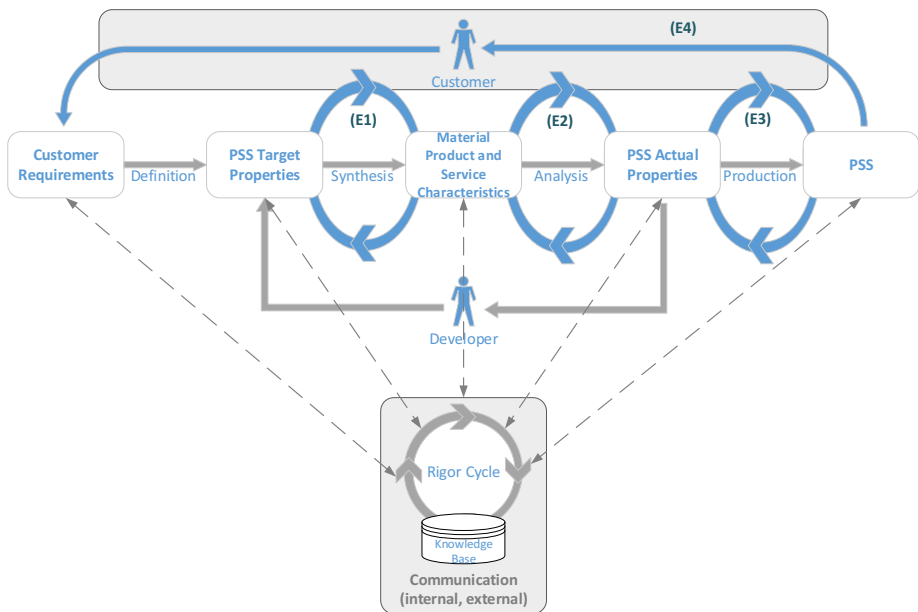 (E4)
Customer
(E1)
(E2)
(E3)
Customer
Requirements
Definition
PSS Target
Properties
Synthesis
Material
Product and
Service
Characteristics
Analysis
PSS Actual
Properties
Production
PSS
Developer
Rigor Cycle
Knowledge
Base
Communication
(internal, external)